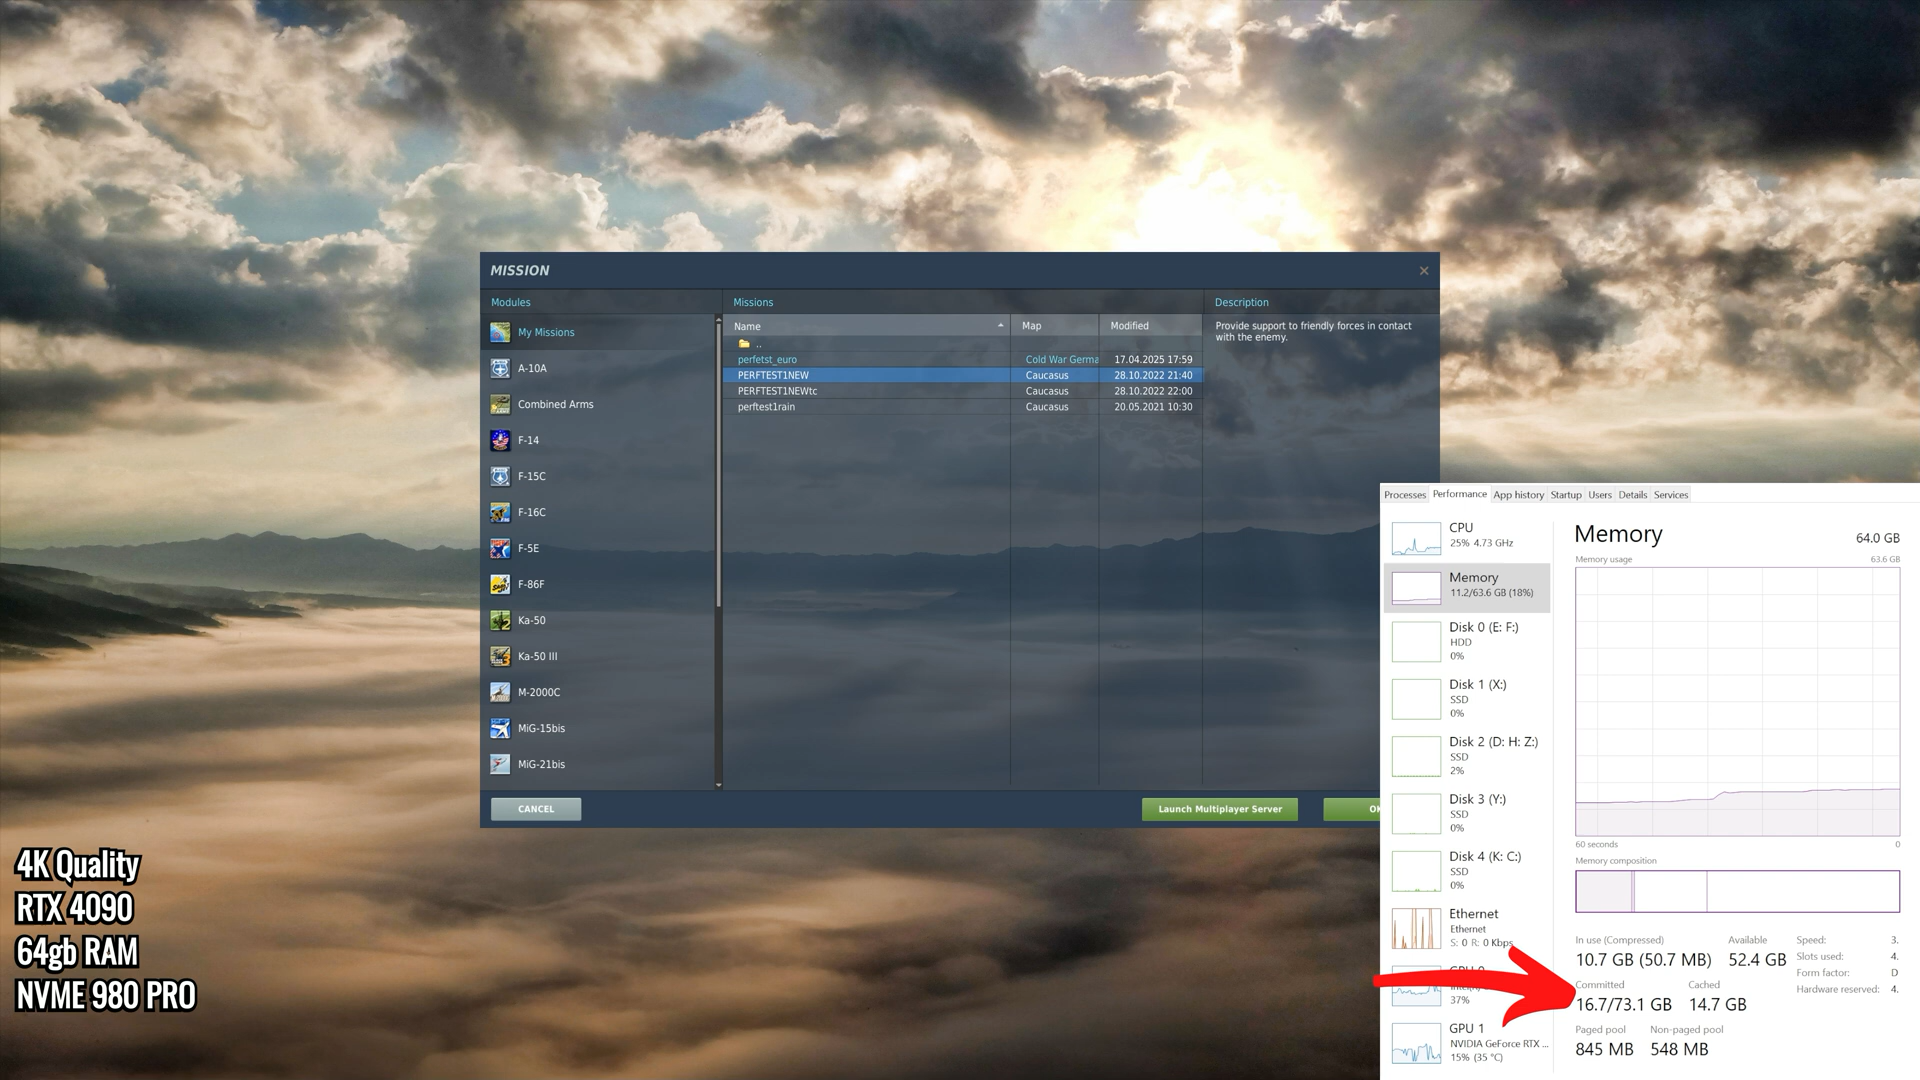 MISSION
Modules
Missions
Description
My Missions
A-10A
Combined Arms
F-14
F-15C
F-16C
F-5E
F-86F
Ka-50
Ka-50 III
M-2000C
MiG-15bis
MiG-21bis
Name Map Modified
..
perfetst_euro Cold War Germa 17.04.2025 17:59
PERFTEST1NEW Caucasus 28.10.2022 21:40
PERFTEST1NEWtc Caucasus 28.10.2022 22:00
perftest1rain Caucasus 20.05.2021 10:30
Provide support to friendly forces in contact
with the enemy.
CANCEL
Launch Multiplayer Server
OK
4K Quality
RTX 4090
64gb RAM
NVME 980 PRO
Processes Performance App history Startup Users Details Services
CPU
25% 4.73 GHz
Memory
11.2/63.6 GB (18%)
Disk 0 (E: F:)
HDD
0%
Disk 1 (X:)
SSD
0%
Disk 2 (D: H: Z:)
SSD
2%
Disk 3 (Y:)
SSD
0%
Disk 4 (K: C:)
SSD
0%
Ethernet
Ethernet
S: 0 R: 0 Kbps
GPU 0
37%
GPU 1
NVIDIA GeForce RTX ...
15% (35 °C)
Memory 64.0 GB
Memory usage 63.6 GB
60 seconds 0
Memory composition
In use (Compressed) Available
10.7 GB (50.7 MB) 52.4 GB
Committed Cached
16.7/73.1 GB 14.7 GB
Paged pool Non-paged pool
845 MB 548 MB
Speed: 3.
Slots used: 4.
Form factor: D
Hardware reserved: 4.